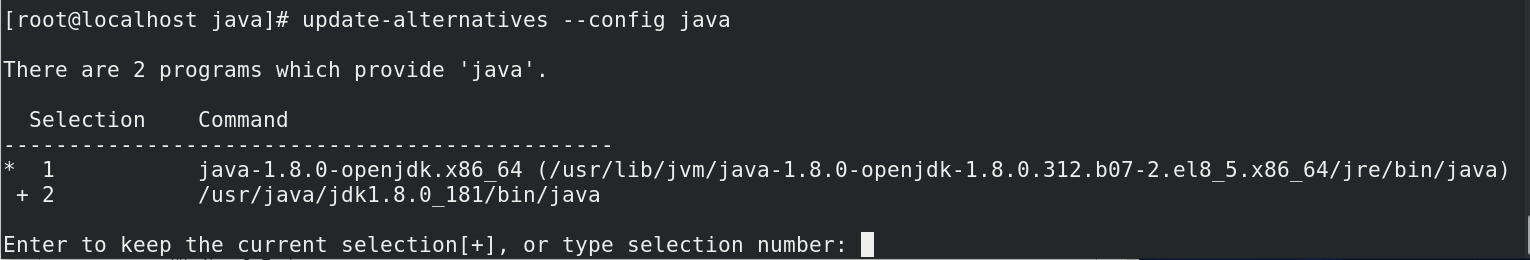 [root@localhost java]# update-alternatives --config java
There are 2 programs which provide 'java'.
  Selection    Command
-----------------------------------------------
*  1           java-1.8.0-openjdk.x86_64 (/usr/lib/jvm/java-1.8.0-openjdk-1.8.0.312.b07-2.el8_5.x86_64/jre/bin/java)
 + 2           /usr/java/jdk1.8.0_181/bin/java
Enter to keep the current selection[+], or type selection number: